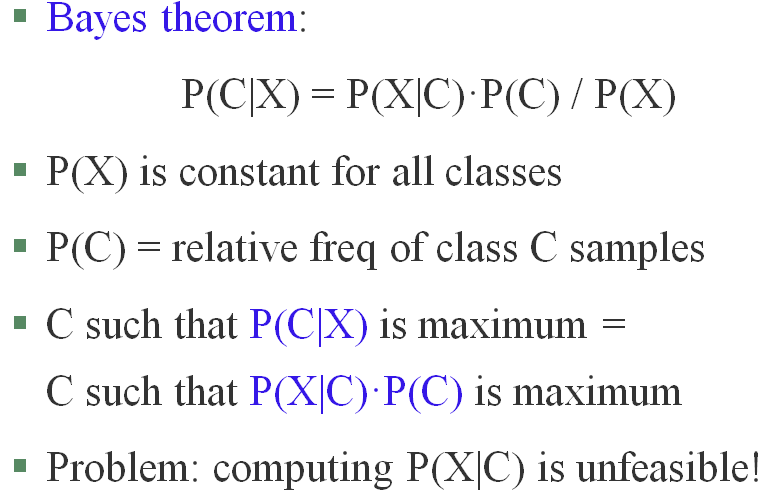 Bayes theorem:
P(C|X) = P(X|C)·P(C) / P(X)
P(X) is constant for all classes
P(C) = relative freq of class C samples
C such that P(C|X) is maximum =
C such that P(X|C)·P(C) is maximum
Problem: computing P(X|C) is unfeasible!